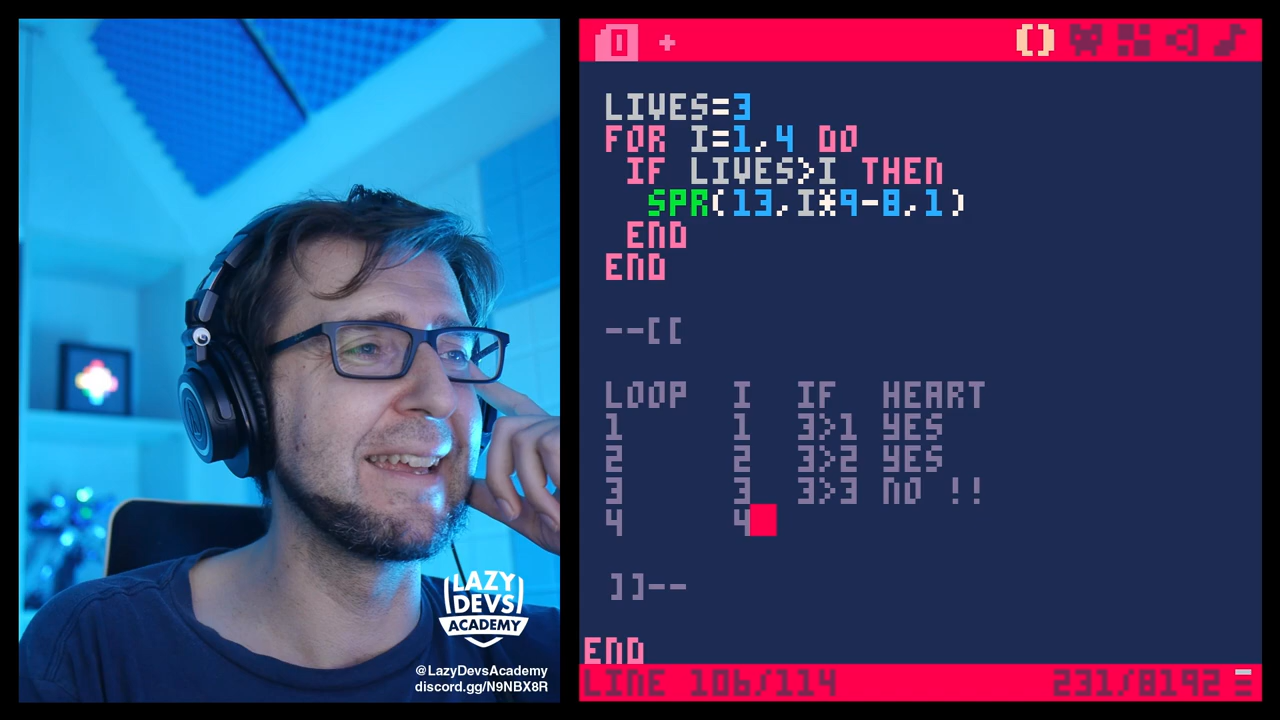 LAZY
DEVS
ACADEMY
@LazyDevsAcademy
discord.gg/N9NBX8R
0 +
LIVES=3
FOR I=1,4 DO
IF LIVES>I THEN
SPR(13,I*9-8,1)
END
END
--[[
LOOP I IF HEART
1 1 3>1 YES
2 2 3>2 YES
3 3 3>3 NO !!
4 4
]]--
END
LINE 106/114 231/8192